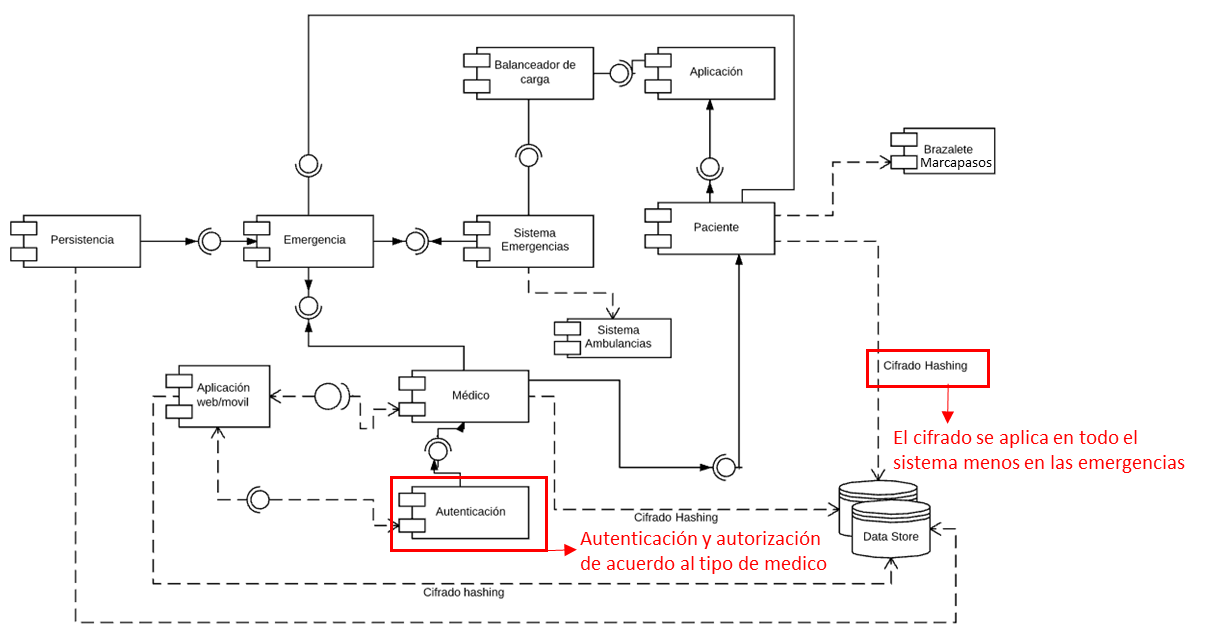 Balanceador de
carga
Aplicación
Brazalete
Marcapasos
Persistencia
Emergencia
Sistema
Emergencias
Paciente
Sistema
Ambulancias
Cifrado Hashing
Aplicación
web/movil
Médico
El cifrado se aplica en todo el
sistema menos en las emergencias
Autenticación
Cifrado Hashing
Data Store
Autenticación y autorización
de acuerdo al tipo de medico
Cifrado hashing